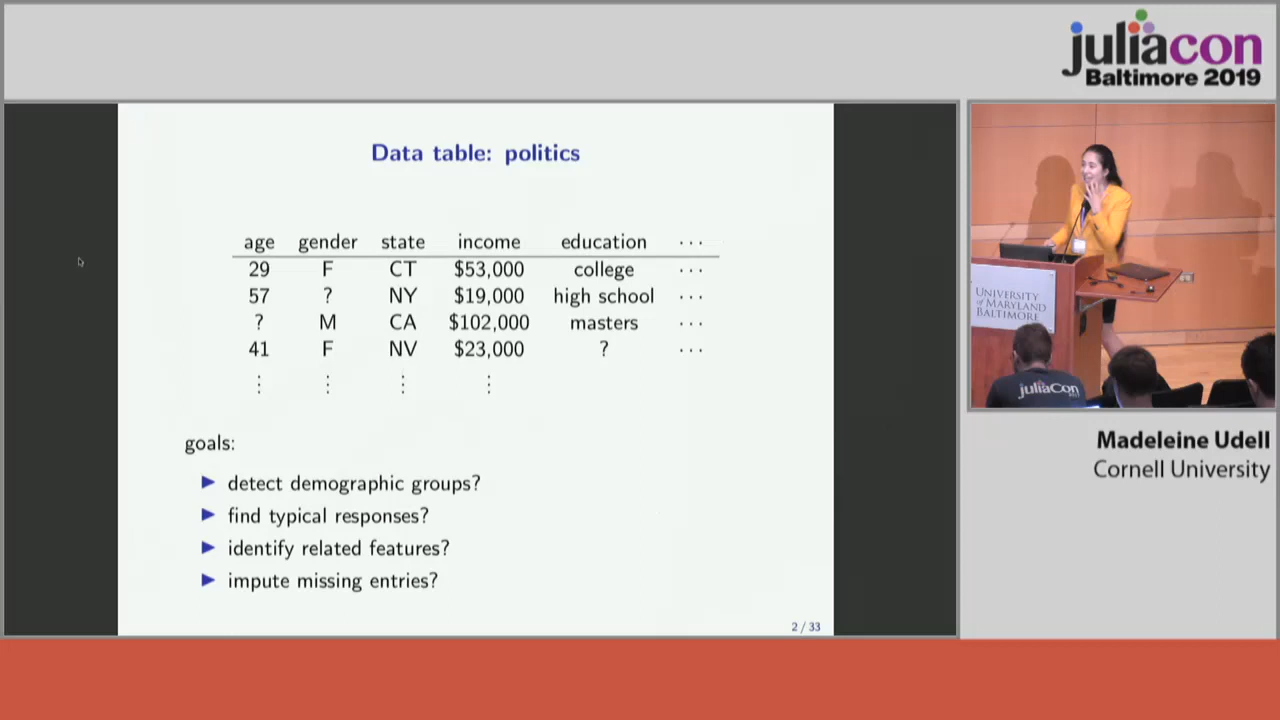 juliacon
Baltimore 2019
Data table: politics
age gender state income education ···
29 F CT $53,000 college ···
57 ? NY $19,000 high school ···
? M CA $102,000 masters ···
41 F NV $23,000 ? ···
⋮ ⋮ ⋮ ⋮
goals:
▶ detect demographic groups?
▶ find typical responses?
▶ identify related features?
▶ impute missing entries?
2 / 33
UNIVERSITY
OF MARYLAND
BALTIMORE
juliaCon
Madeleine Udell
Cornell University